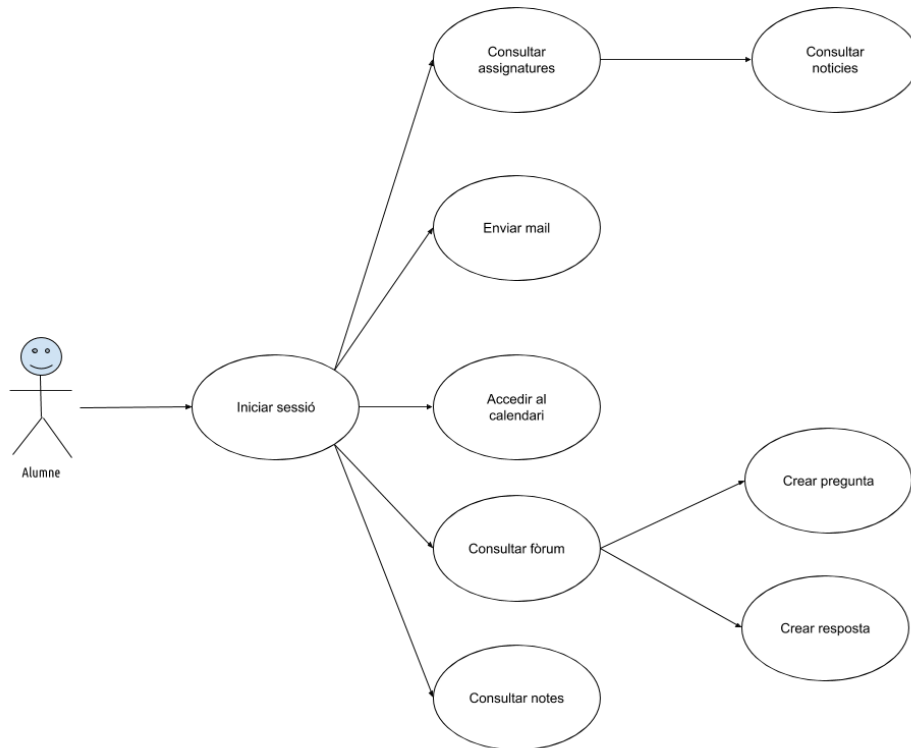 Consultar
assignatures
Consultar
noticies
Enviar mail
Iniciar sessió
Accedir al
calendari
Alumne
Crear pregunta
Consultar fòrum
Crear resposta
Consultar notes